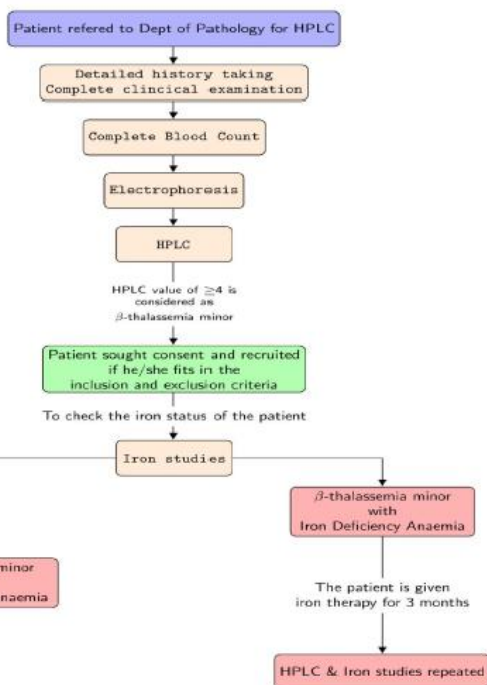 Patient refered to Dept of Pathology for HPLC
Detailed history taking
Complete clincical examination
Complete Blood Count
Electrophoresis
HPLC
HPLC value of ≧4 is
considered as
β-thalassemia minor
Patient sought consent and recruited
if he/she fits in the
inclusion and exclusion criteria
To check the iron status of the patient
Iron studies
β-thalassemia minor
with
Iron Deficiency Anaemia
minor
naemia
The patient is given
iron therapy for 3 months
HPLC & Iron studies repeated